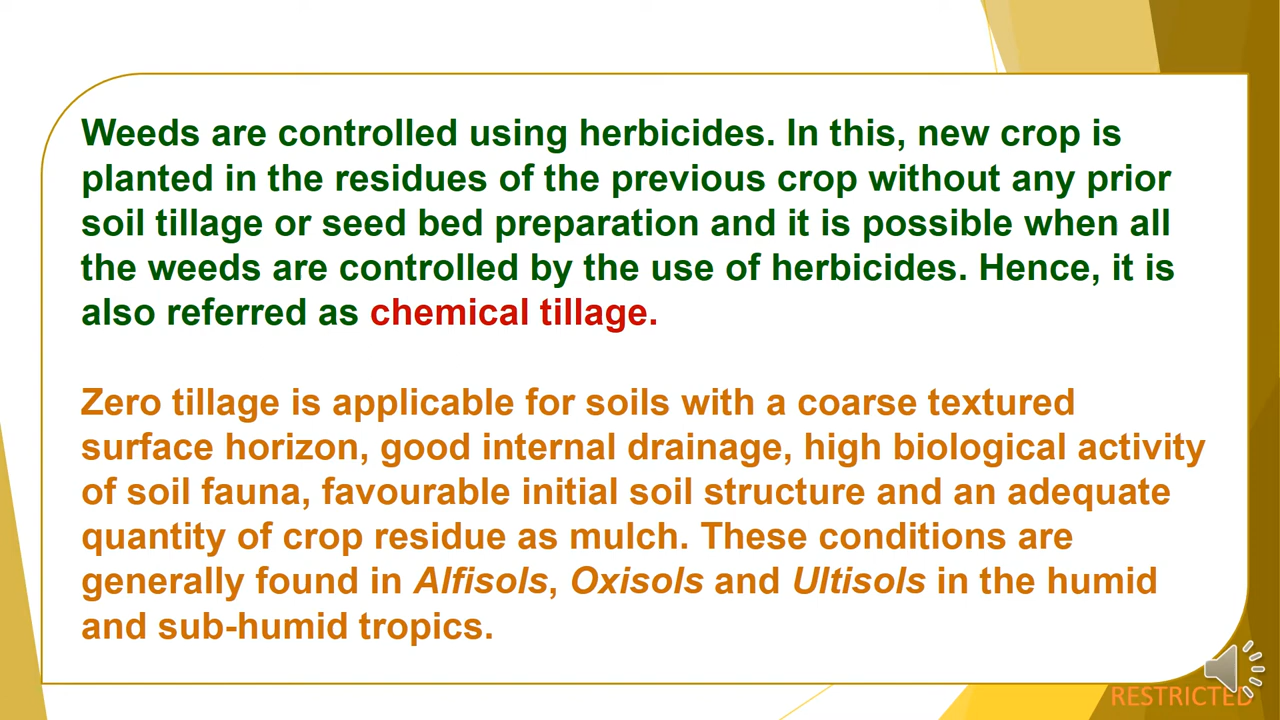 Weeds are controlled using herbicides. In this, new crop is
planted in the residues of the previous crop without any prior
soil tillage or seed bed preparation and it is possible when all
the weeds are controlled by the use of herbicides. Hence, it is
also referred as chemical tillage.
Zero tillage is applicable for soils with a coarse textured
surface horizon, good internal drainage, high biological activity
of soil fauna, favourable initial soil structure and an adequate
quantity of crop residue as mulch. These conditions are
generally found in Alfisols, Oxisols and Ultisols in the humid
and sub-humid tropics.
RESTRICTED